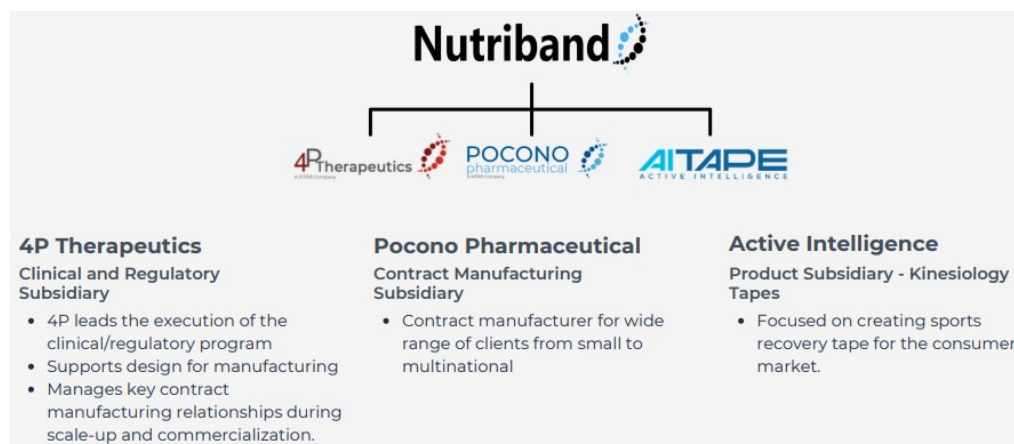 Nutriband
4P Therapeutics
A NTRB Company
POCONO
pharmaceutical
A NTRB Company
AITAPE
ACTIVE INTELLIGENCE
4P Therapeutics
Clinical and Regulatory
Subsidiary
• 4P leads the execution of the
clinical/regulatory program
• Supports design for manufacturing
• Manages key contract
manufacturing relationships during
scale-up and commercialization.
Pocono Pharmaceutical
Contract Manufacturing
Subsidiary
• Contract manufacturer for wide
range of clients from small to
multinational
Active Intelligence
Product Subsidiary - Kinesiology
Tapes
• Focused on creating sports
recovery tape for the consumer
market.